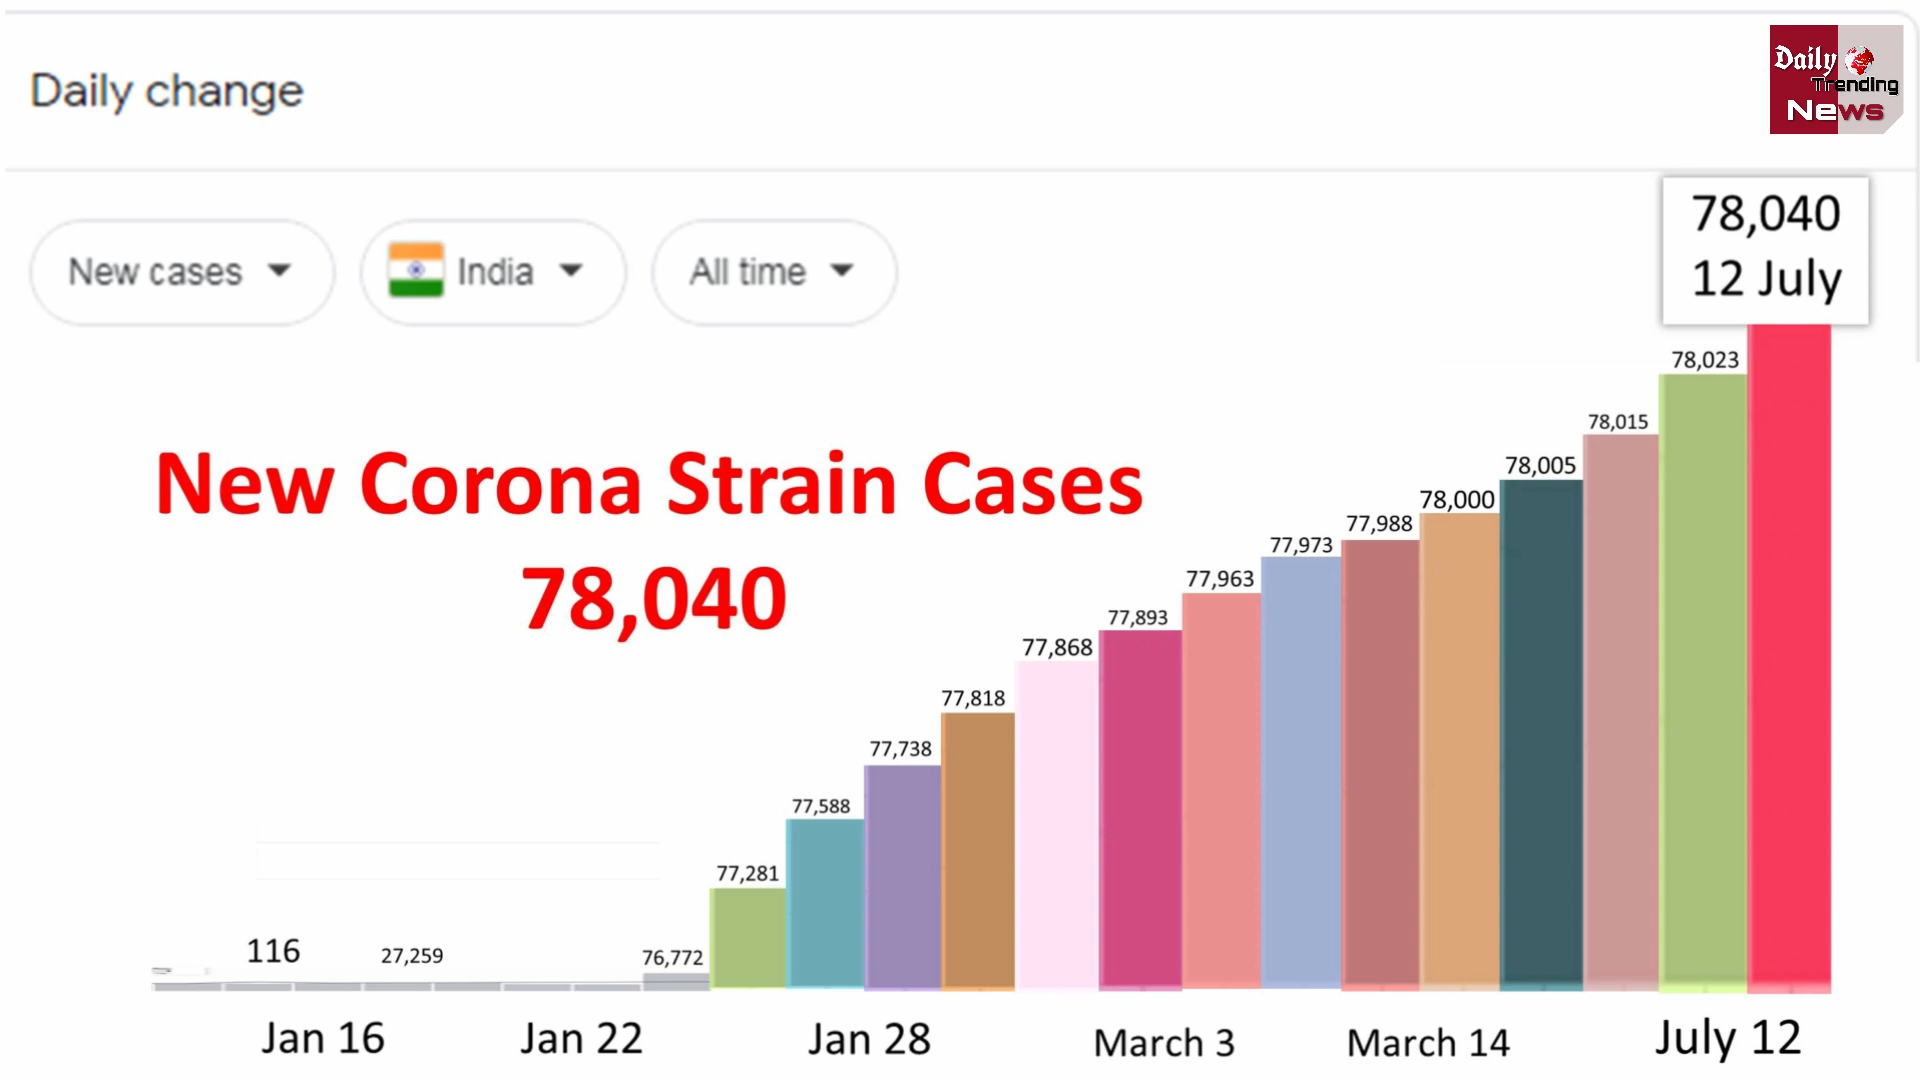 Daily change
Daily
Trending
News
New cases
India
All time
78,040
12 July
78,023
78,015
New Corona Strain Cases
78,040
78,005
78,000
77,988
77,973
77,963
77,893
77,868
77,818
77,738
77,588
77,281
116
27,259
76,772
Jan 16
Jan 22
Jan 28
March 3
March 14
July 12